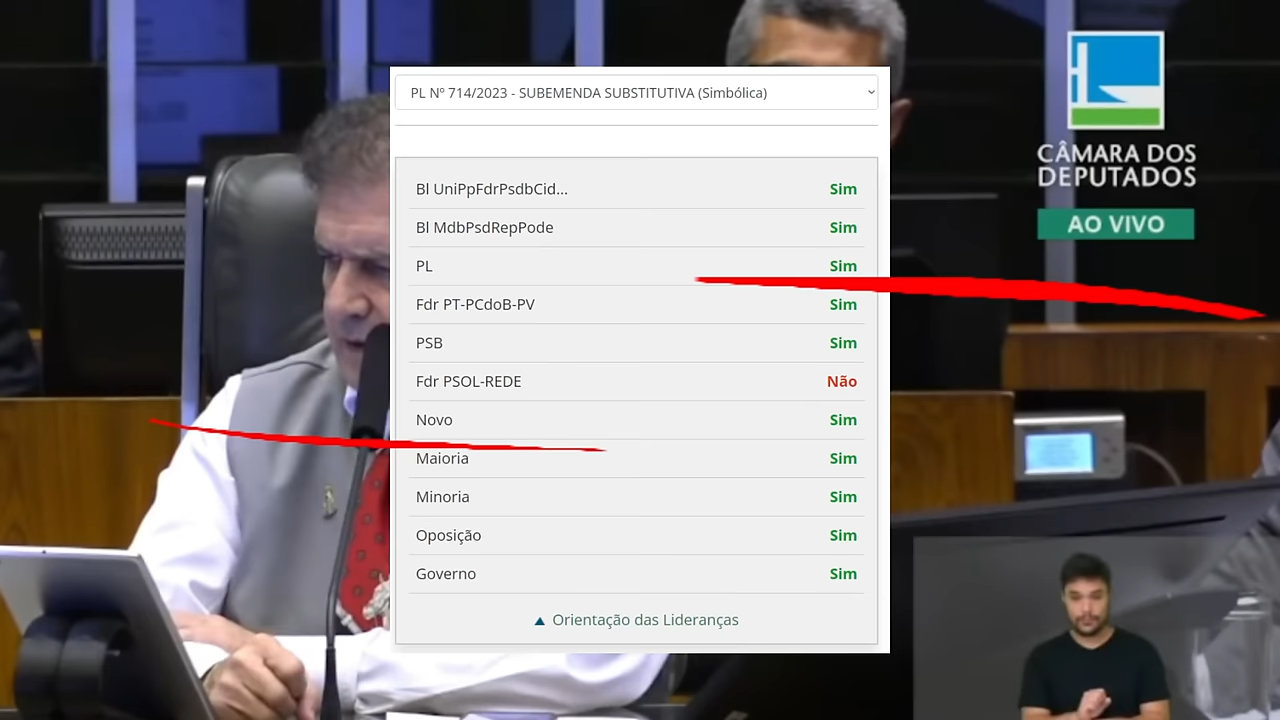 PL Nº 714/2023 - SUBEMENDA SUBSTITUTIVA (Simbólica)
Bl UniPpFdrPsdbCid... Sim
Bl MdbPsdRepPode Sim
PL Sim
Fdr PT-PCdoB-PV Sim
PSB Sim
Fdr PSOL-REDE Não
Novo Sim
Maioria Sim
Minoria Sim
Oposição Sim
Governo Sim
▲ Orientação das Lideranças
CÂMARA DOS
DEPUTADOS
AO VIVO